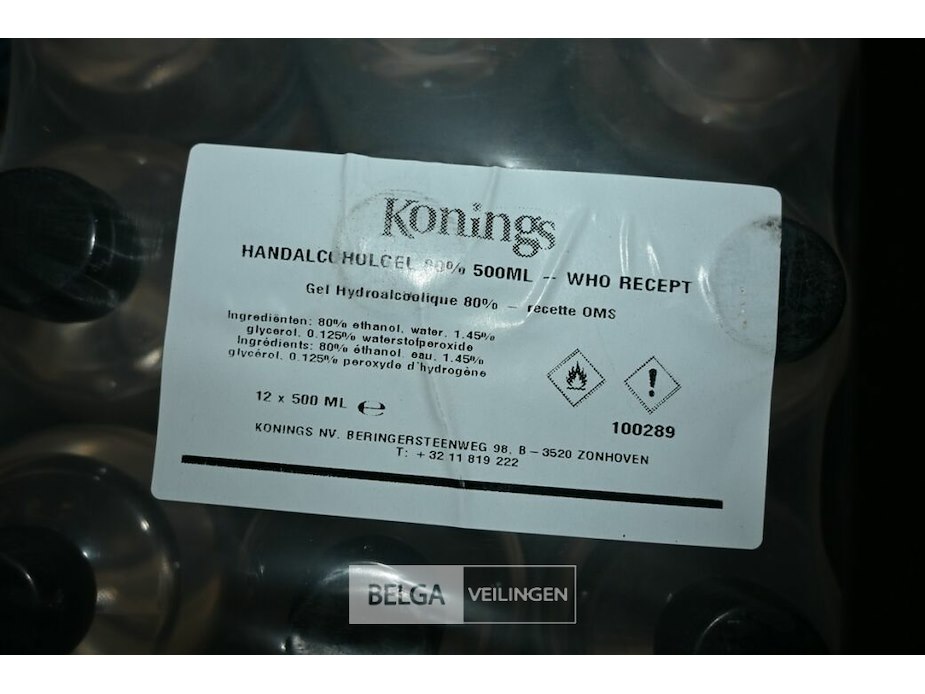 Konings
HANDALCOHOLGEL 80% 500ML -- WHO RECEPT
Gel Hydroalcoolique 80% – recette OMS
Ingrediënten: 80% ethanol, water, 1.45%
glycerol, 0.125% waterstofperoxide
Ingrédients: 80% éthanol, eau, 1.45%
glycérol, 0.125% peroxyde d'hydrogène
12 x 500 ML ℮
100289
KONINGS NV. BERINGERSTEENWEG 98, B – 3520 ZONHOVEN
T: +32 11 819 222
BELGA VEILINGEN